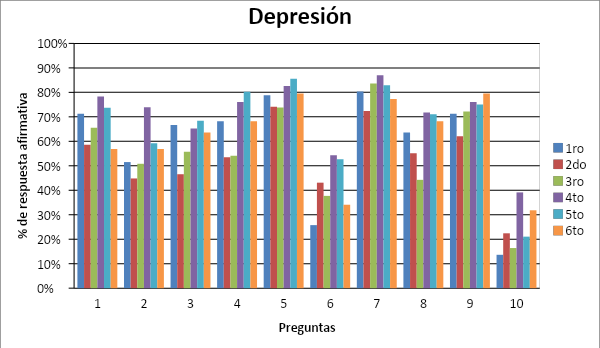 Depresión
% de respuesta afirmativa
100%
90%
80%
70%
60%
50%
40%
30%
20%
10%
0%
1 2 3 4 5 6 7 8 9 10
Preguntas
1ro
2do
3ro
4to
5to
6to